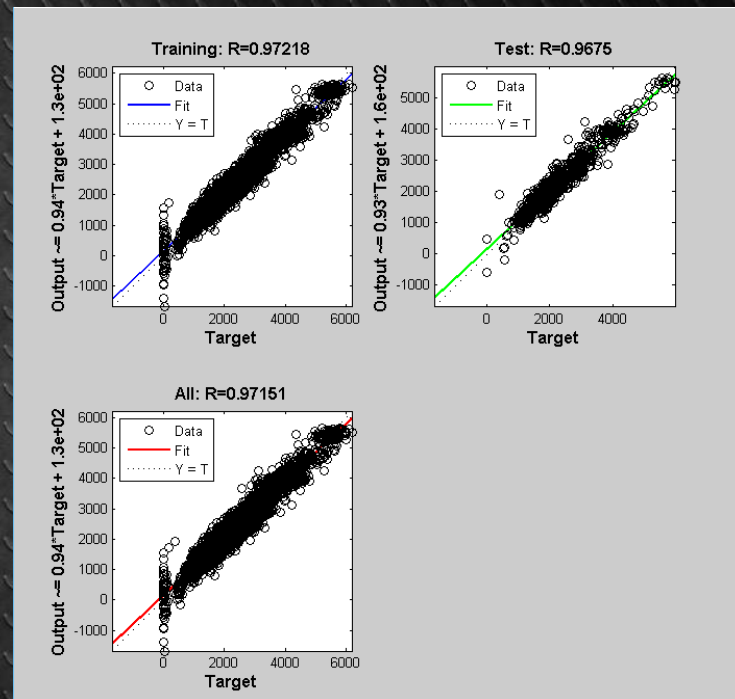 Training: R=0.97218
Output ~= 0.94*Target + 1.3e+02
6000
5000
4000
3000
2000
1000
0
-1000
Data
Fit
Y = T
0 2000 4000 6000
Target
Test: R=0.9675
Output ~= 0.93*Target + 1.6e+02
5000
4000
3000
2000
1000
0
-1000
Data
Fit
Y = T
0 2000 4000
Target
All: R=0.97151
Output ~= 0.94*Target + 1.3e+02
6000
5000
4000
3000
2000
1000
0
-1000
Data
Fit
Y = T
0 2000 4000 6000
Target